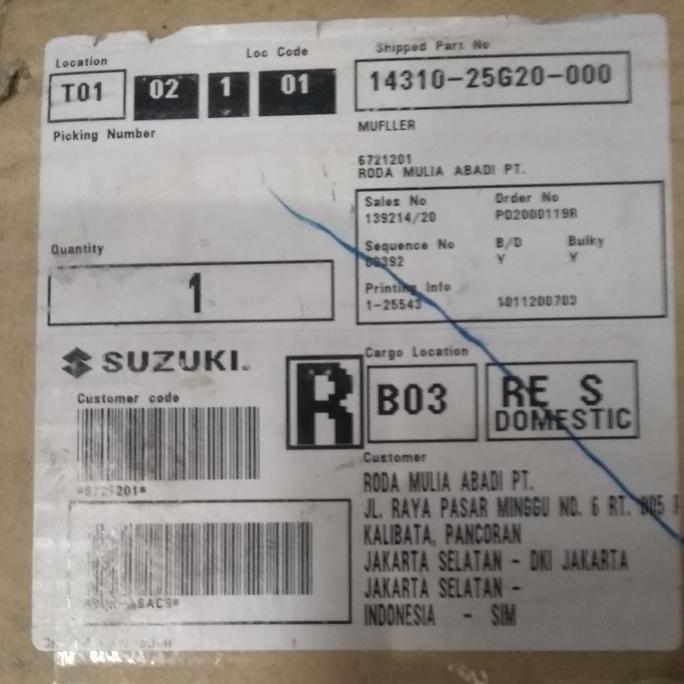 Location
Loc Code
T01 02 1 01
Picking Number
Shipped Part No
14310-25G20-000
MUFLLER
6721201
RODA MULIA ABADI PT.
Sales No Order No
139214/20 PD2000119R
Sequence No B/D Bulky
Y Y
Printing Info
1-25543
Quantity
1
SUZUKI
Customer code
R
Cargo Location
B03
RE S
DOMESTIC
Customer
RODA MULIA ABADI PT.
JL. RAYA PASAR MINGGU NO. 6 RT.
KALIBATA, PANCORAN
JAKARTA SELATAN - DKI JAKARTA
JAKARTA SELATAN -
INDONESIA - SIM